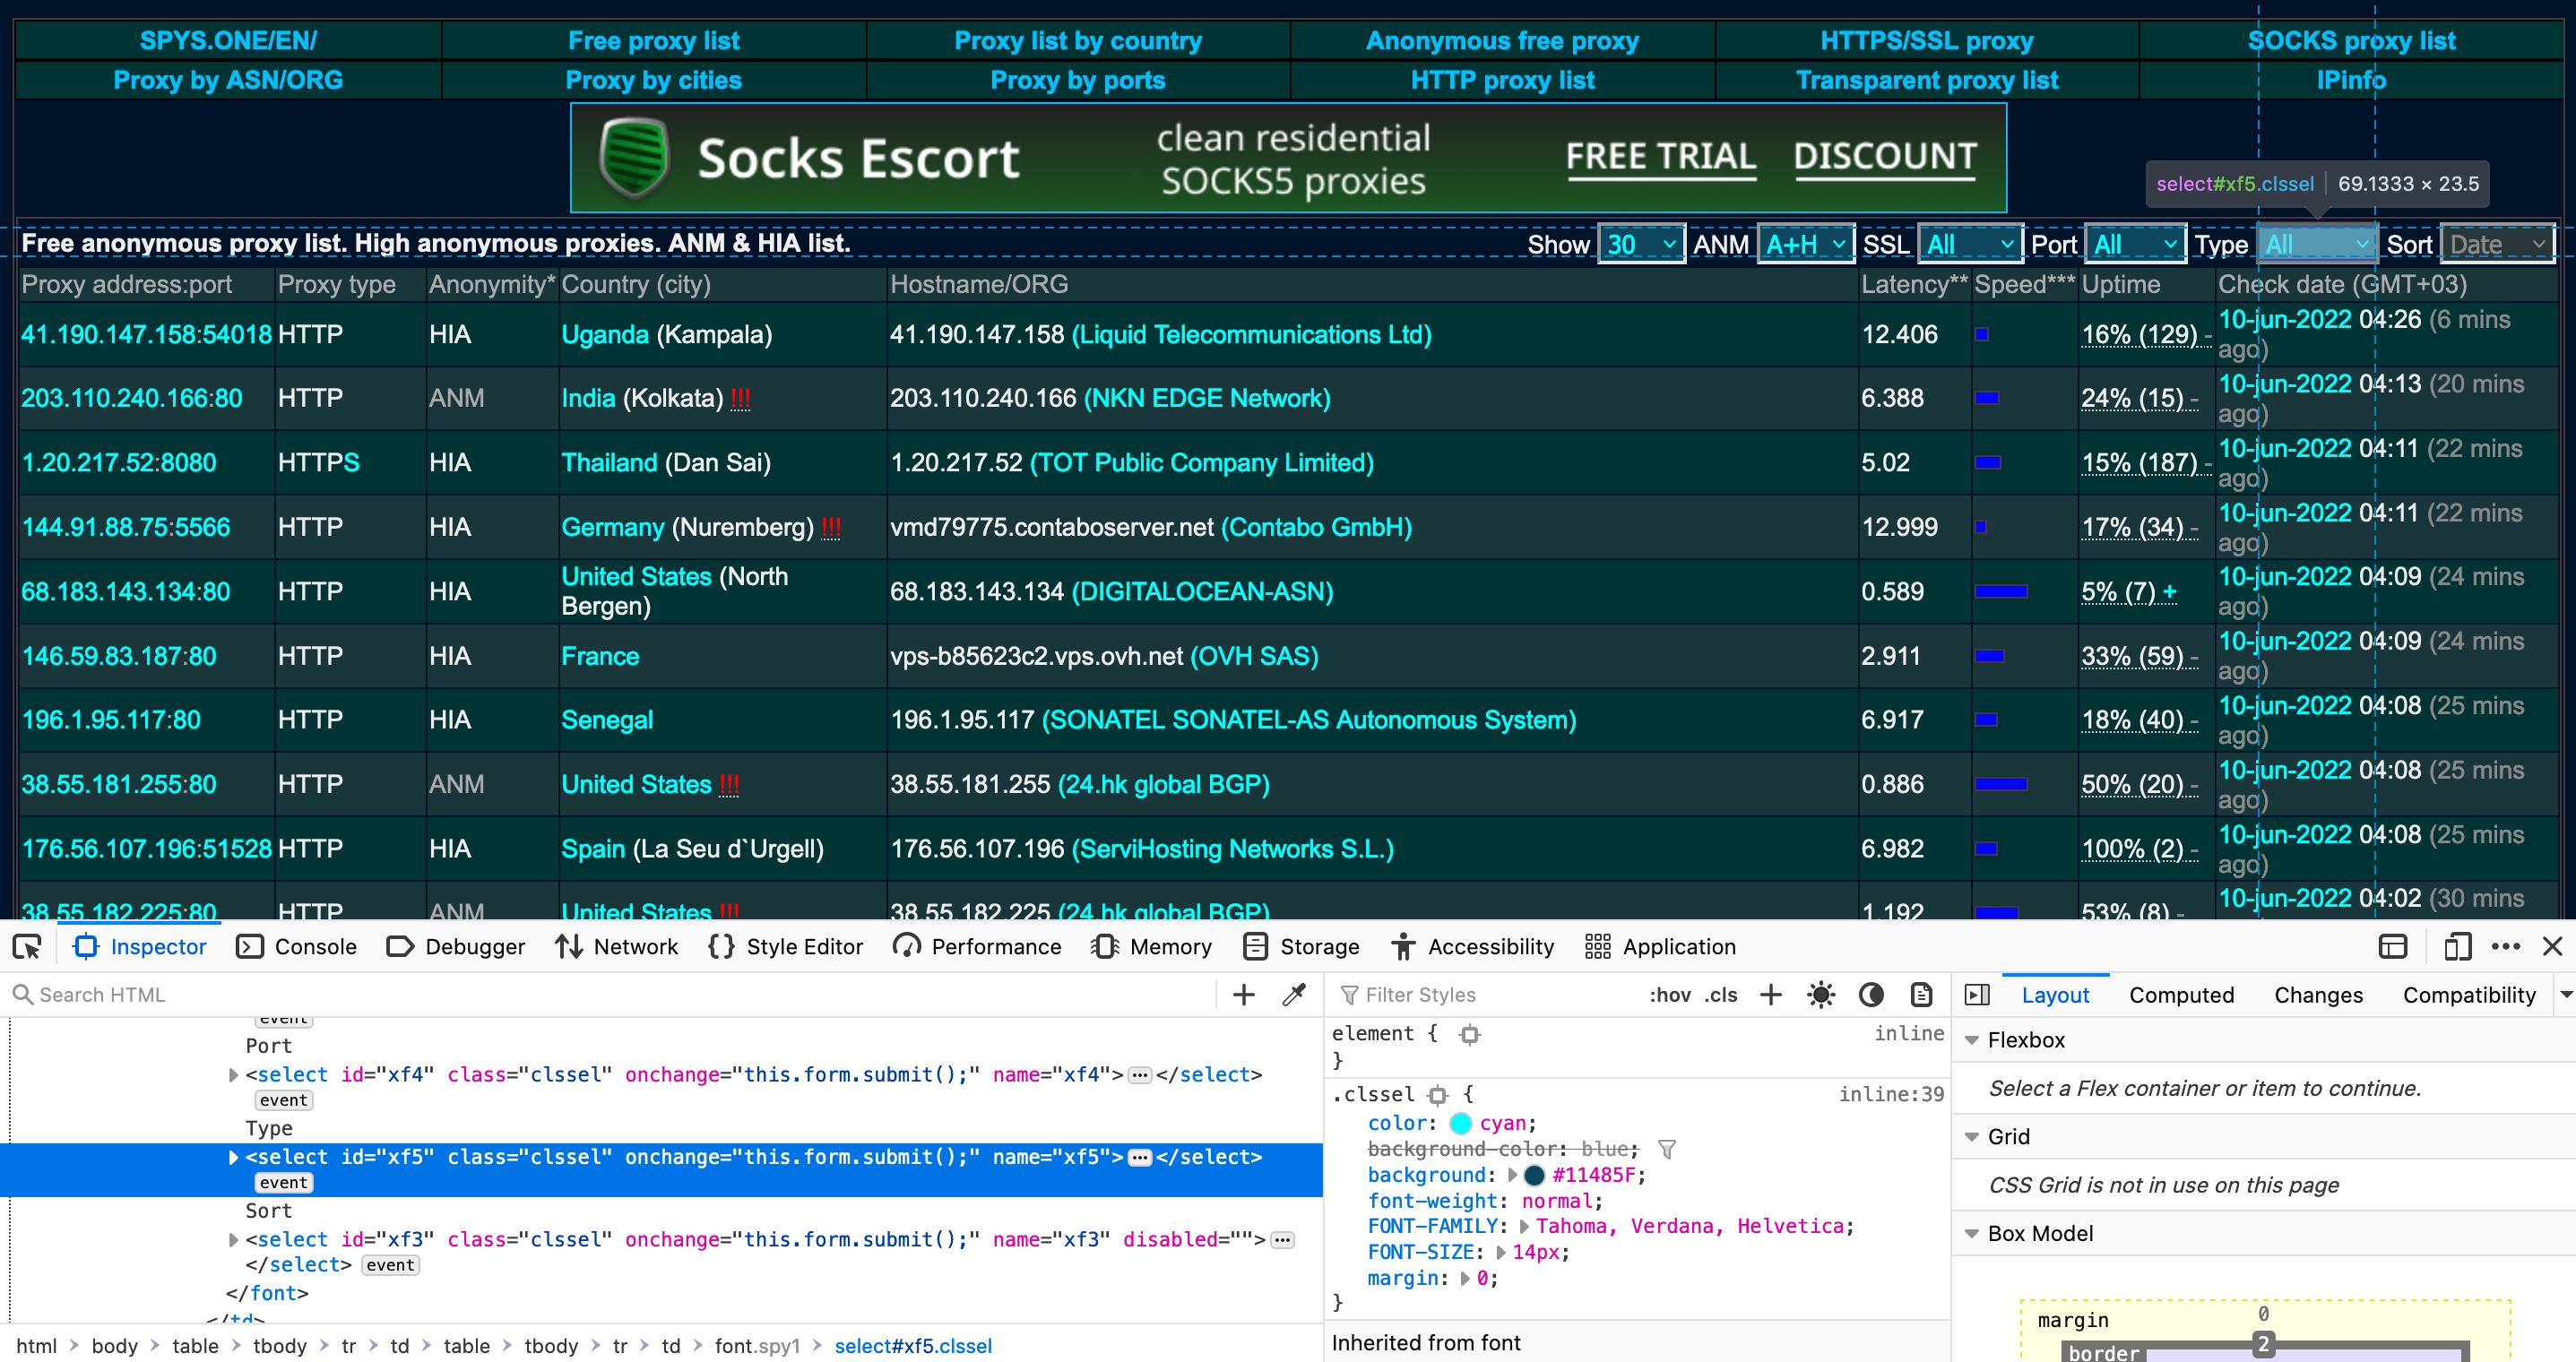 SPYS.ONE/EN/ Free proxy list Proxy list by country Anonymous free proxy HTTPS/SSL proxy SOCKS proxy list
Proxy by ASN/ORG Proxy by cities Proxy by ports HTTP proxy list Transparent proxy list IPinfo
Socks Escort clean residential SOCKS5 proxies FREE TRIAL DISCOUNT
select#xf5.clssel 69.1333 × 23.5
Free anonymous proxy list. High anonymous proxies. ANM & HIA list. Show 30 ANM A+H SSL All Port All Type All Sort Date
Proxy address:port Proxy type Anonymity* Country (city) Hostname/ORG Latency** Speed*** Uptime Check date (GMT+03)
41.190.147.158:54018 HTTP HIA Uganda (Kampala) 41.190.147.158 (Liquid Telecommunications Ltd) 12.406 16% (129) - 10-jun-2022 04:26 (6 mins ago)
203.110.240.166:80 HTTP ANM India (Kolkata) !!! 203.110.240.166 (NKN EDGE Network) 6.388 24% (15) - 10-jun-2022 04:13 (20 mins ago)
1.20.217.52:8080 HTTPS HIA Thailand (Dan Sai) 1.20.217.52 (TOT Public Company Limited) 5.02 15% (187) - 10-jun-2022 04:11 (22 mins ago)
144.91.88.75:5566 HTTP HIA Germany (Nuremberg) !!! vmd79775.contaboserver.net (Contabo GmbH) 12.999 17% (34) - 10-jun-2022 04:11 (22 mins ago)
68.183.143.134:80 HTTP HIA United States (North Bergen) 68.183.143.134 (DIGITALOCEAN-ASN) 0.589 5% (7) + 10-jun-2022 04:09 (24 mins ago)
146.59.83.187:80 HTTP HIA France vps-b85623c2.vps.ovh.net (OVH SAS) 2.911 33% (59) - 10-jun-2022 04:09 (24 mins ago)
196.1.95.117:80 HTTP HIA Senegal 196.1.95.117 (SONATEL SONATEL-AS Autonomous System) 6.917 18% (40) - 10-jun-2022 04:08 (25 mins ago)
38.55.181.255:80 HTTP ANM United States !!! 38.55.181.255 (24.hk global BGP) 0.886 50% (20) - 10-jun-2022 04:08 (25 mins ago)
176.56.107.196:51528 HTTP HIA Spain (La Seu d`Urgell) 176.56.107.196 (ServiHosting Networks S.L.) 6.982 100% (2) - 10-jun-2022 04:08 (25 mins ago)
38.55.182.225:80 HTTP ANM United States !!! 38.55.182.225 (24.hk global BGP) 1.192 53% (8) - 10-jun-2022 04:02 (30 mins
Inspector Console Debugger Network Style Editor Performance Memory Storage Accessibility Application
Search HTML
event
Port
<select id="xf4" class="clssel" onchange="this.form.submit();" name="xf4">…</select>
event
Type
<select id="xf5" class="clssel" onchange="this.form.submit();" name="xf5">…</select>
event
Sort
<select id="xf3" class="clssel" onchange="this.form.submit();" name="xf3" disabled="">…
</select> event
</font>
</td>
html > body > table > tbody > tr > td > table > tbody > tr > td > font.spy1 > select#xf5.clssel
Filter Styles :hov .cls
element { inline
}
.clssel { inline:39
color: cyan;
background-color: blue;
background: #11485F;
font-weight: normal;
FONT-FAMILY: Tahoma, Verdana, Helvetica;
FONT-SIZE: 14px;
margin: 0;
}
Inherited from font
Layout Computed Changes Compatibility
Flexbox
Select a Flex container or item to continue.
Grid
CSS Grid is not in use on this page
Box Model
margin 0
border 2